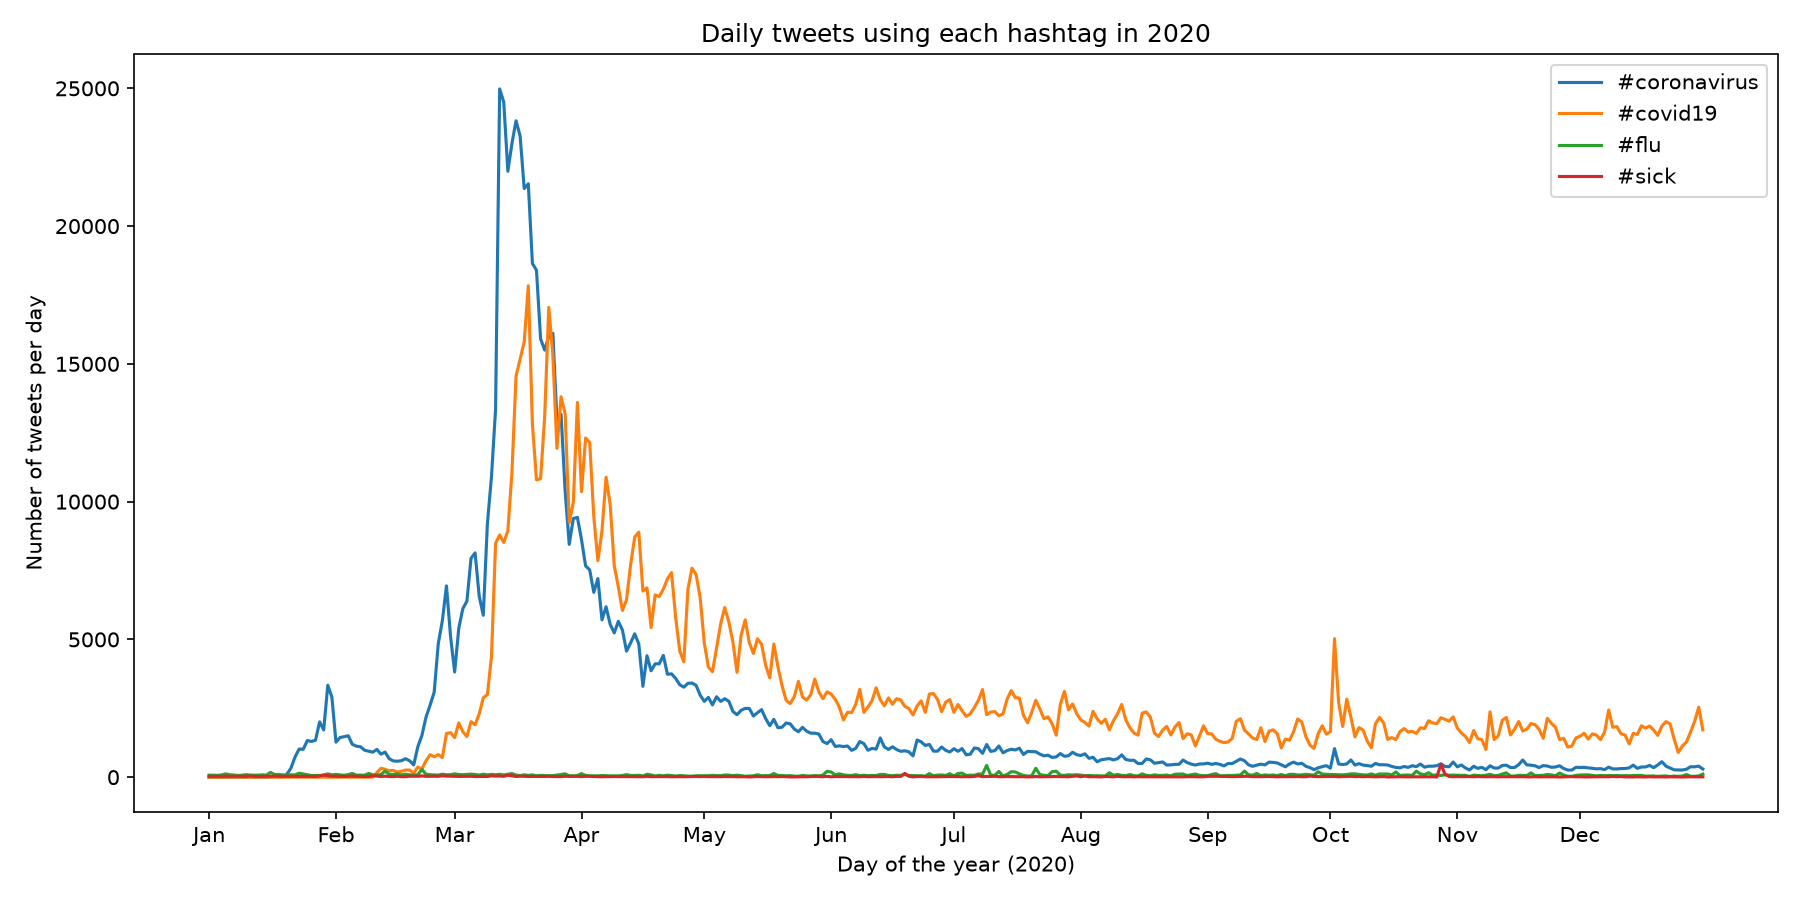 Daily tweets using each hashtag in 2020
#coronavirus
#covid19
#flu
#sick
Number of tweets per day
25000
20000
15000
10000
5000
0
Jan Feb Mar Apr May Jun Jul Aug Sep Oct Nov Dec
Day of the year (2020)